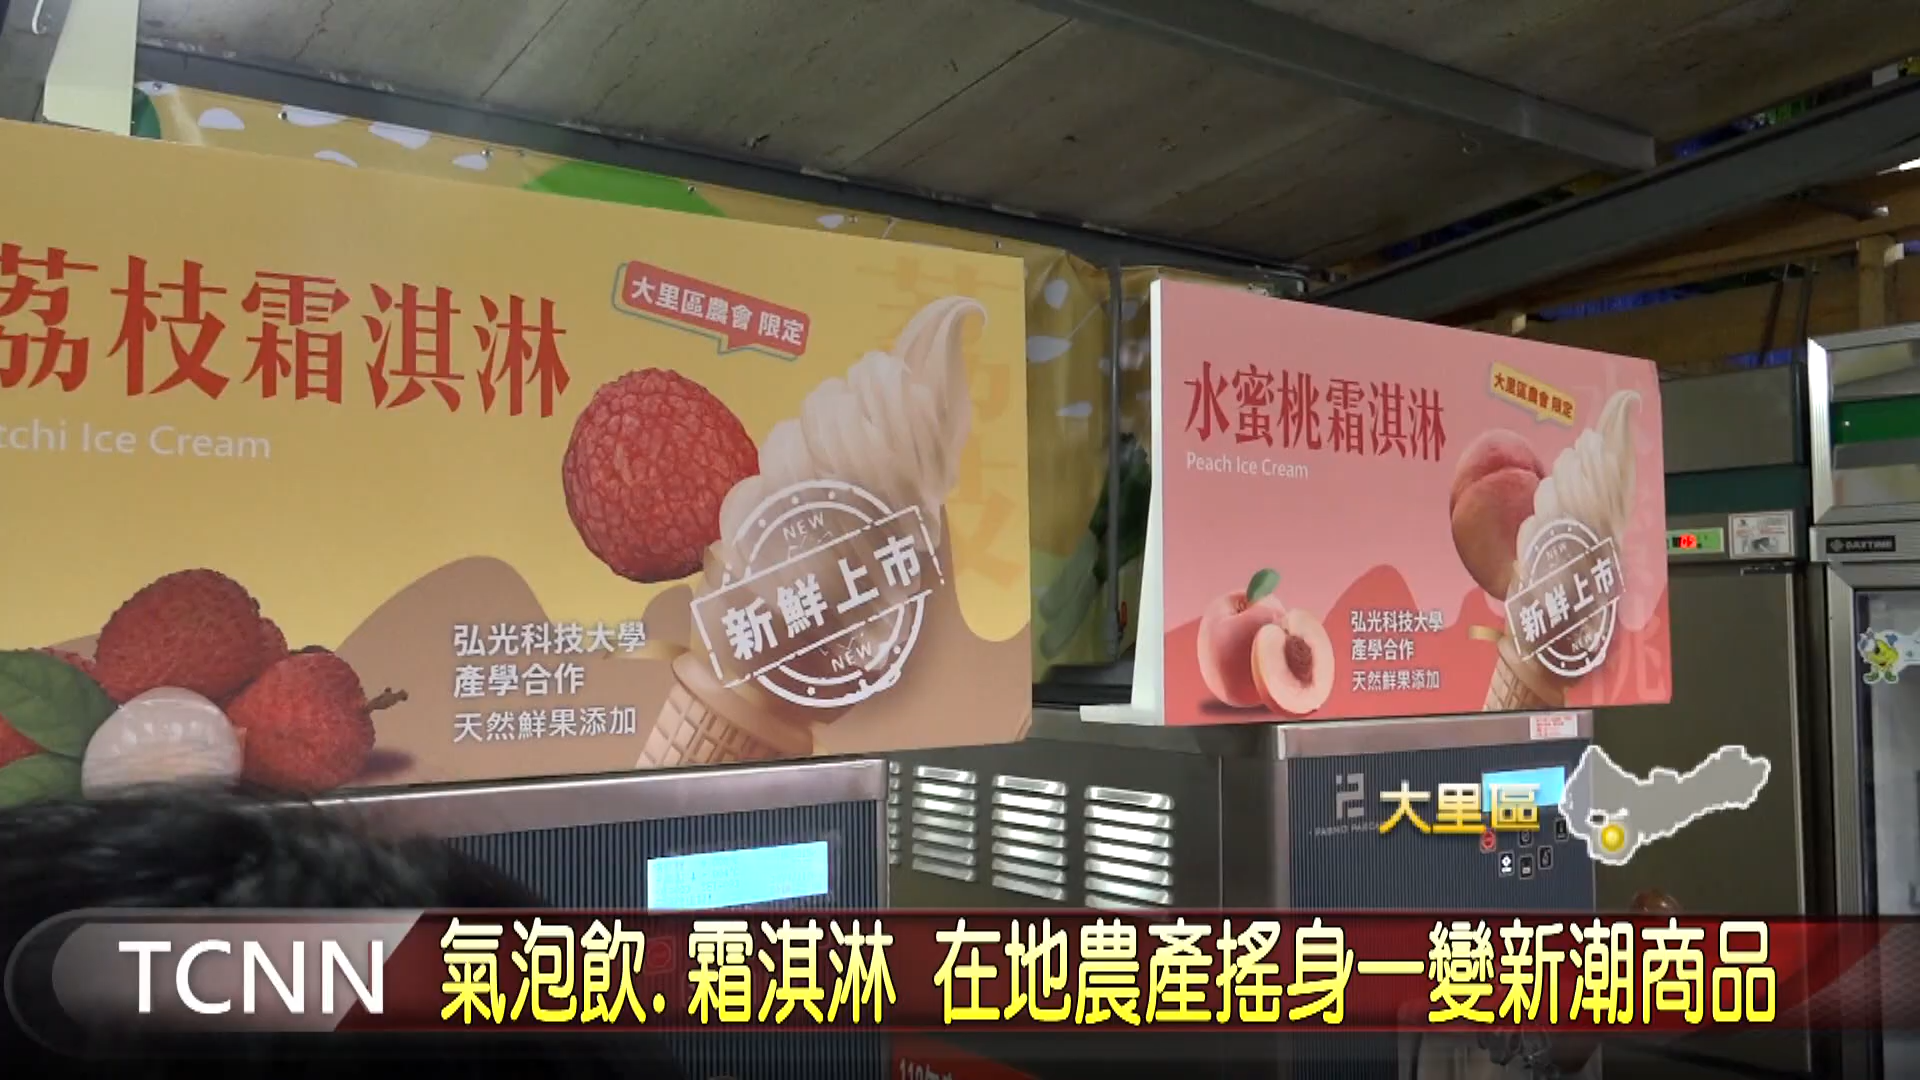 荔枝霜淇淋
tchi Ice Cream
大里區農會 限定
荔枝
NEW
新鮮上市
NEW
弘光科技大學
產學合作
天然鮮果添加
水蜜桃霜淇淋
Peach Ice Cream
大里區農會 限定
NEW
新鮮上市
NEW
弘光科技大學
產學合作
天然鮮果添加
DAYTIME
大里區
TCNN
氣泡飲.霜淇淋 在地農產搖身一變新潮商品